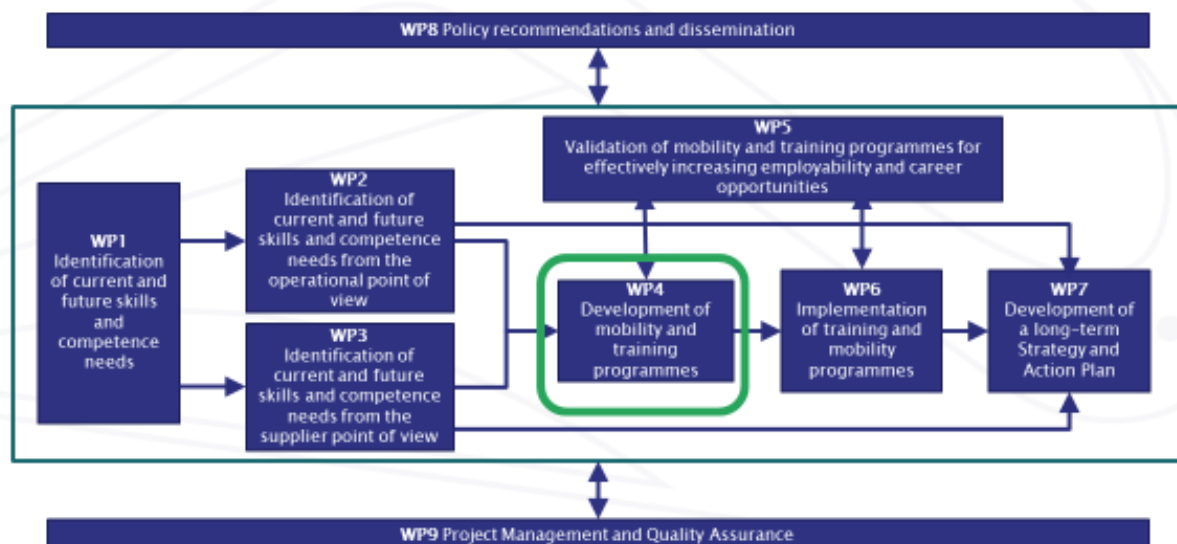 WP8 Policy recommendations and dissemination
WP5
Validation of mobility and training programmes for
effectively increasing employability and career
opportunities
WP1
Identification
of current and
future skills
and
competence
needs
WP2
Identification of
current and future
skills and competence
needs from the
operational point of
view
WP3
Identification of
current and future
skills and competence
needs from the
supplier point of view
WP4
Development of
mobility and
training
programmes
WP6
Implementation
of training and
mobility
programmes
WP7
Development of
a long-term
Strategy and
Action Plan
WP9 Project Management and Quality Assurance